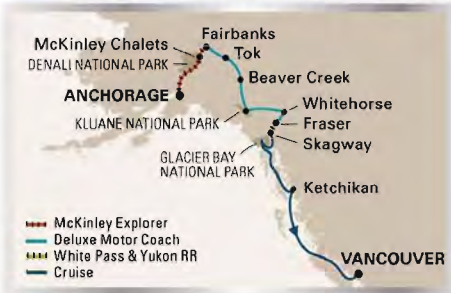 Fairbanks
McKinley Chalets
DENALI NATIONAL PARK
Tok
Beaver Creek
ANCHORAGE
Whitehorse
KLUANE NATIONAL PARK
Fraser
Skagway
GLACIER BAY
NATIONAL PARK
Ketchikan
McKinley Explorer
Deluxe Motor Coach
White Pass & Yukon RR
Cruise
VANCOUVER